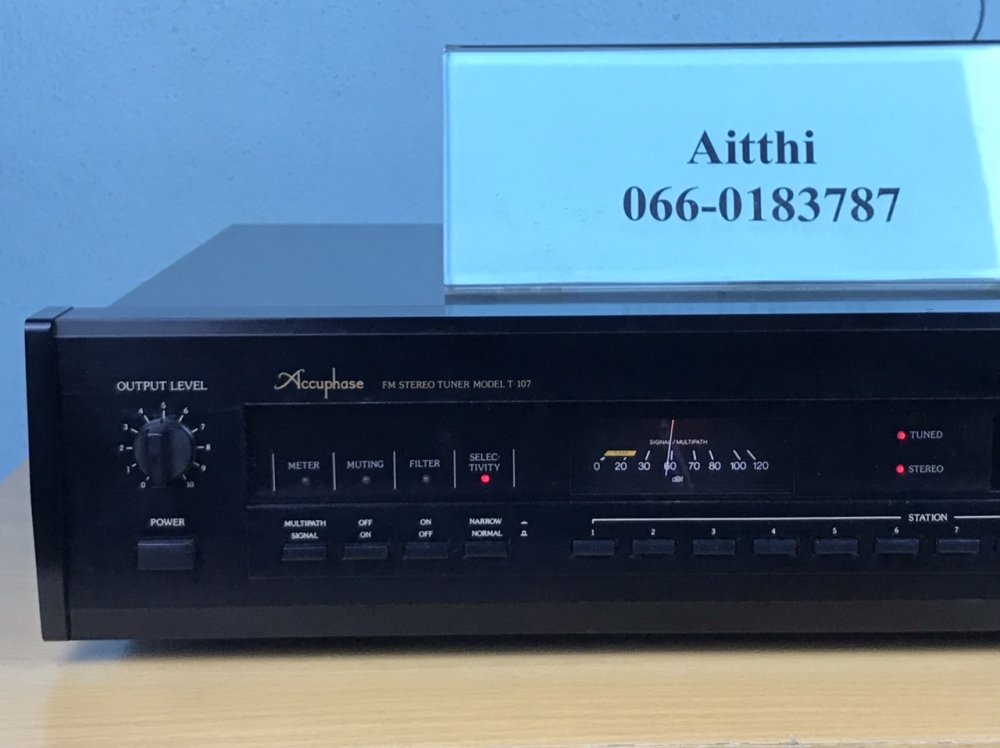 Aitthi
066-0183787
Accuphase FM STEREO TUNER MODEL T 107
OUTPUT LEVEL
0 1 2 3 4 5 6 7 8 9 10
POWER
METER MUTING FILTER SELEC-
TIVITY
MULTIPATH OFF ON NARROW
SIGNAL ON OFF NORMAL
SIGNAL/MULTIPATH
0 20 30 40 60 70 80 100 120
dBf
TUNED
STEREO
STATION
1 2 3 4 5 6 7